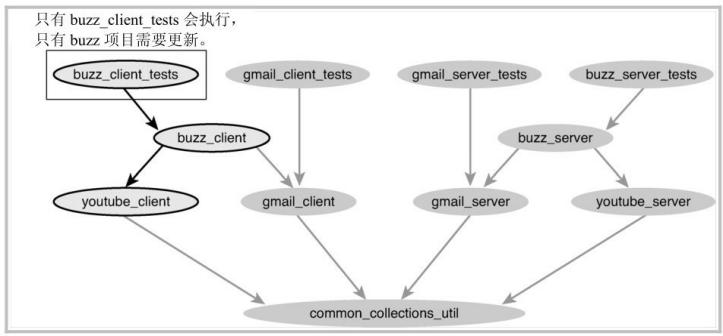 只有 buzz_client_tests 会执行，
只有 buzz 项目需要更新。
buzz_client_tests
gmail_client_tests
gmail_server_tests
buzz_server_tests
buzz_client
buzz_server
youtube_client
gmail_client
gmail_server
youtube_server
common_collections_util